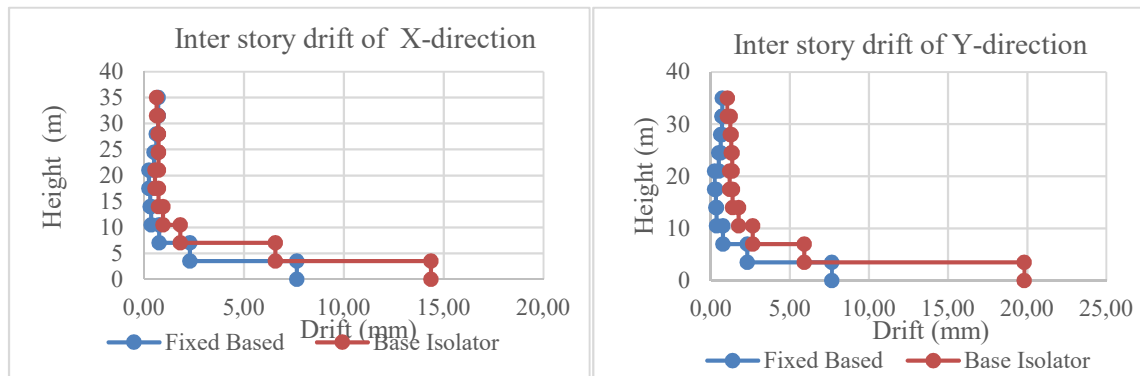 Inter story drift of X-direction
40
35
30
25
20
15
10
5
0
Height (m)
0,00 5,00 10,00 15,00 20,00
Drift (mm)
Fixed Based Base Isolator
Inter story drift of Y-direction
40
30
20
10
0
Height (m)
0,00 5,00 10,00 15,00 20,00 25,00
Drift (mm)
Fixed Based Base Isolator